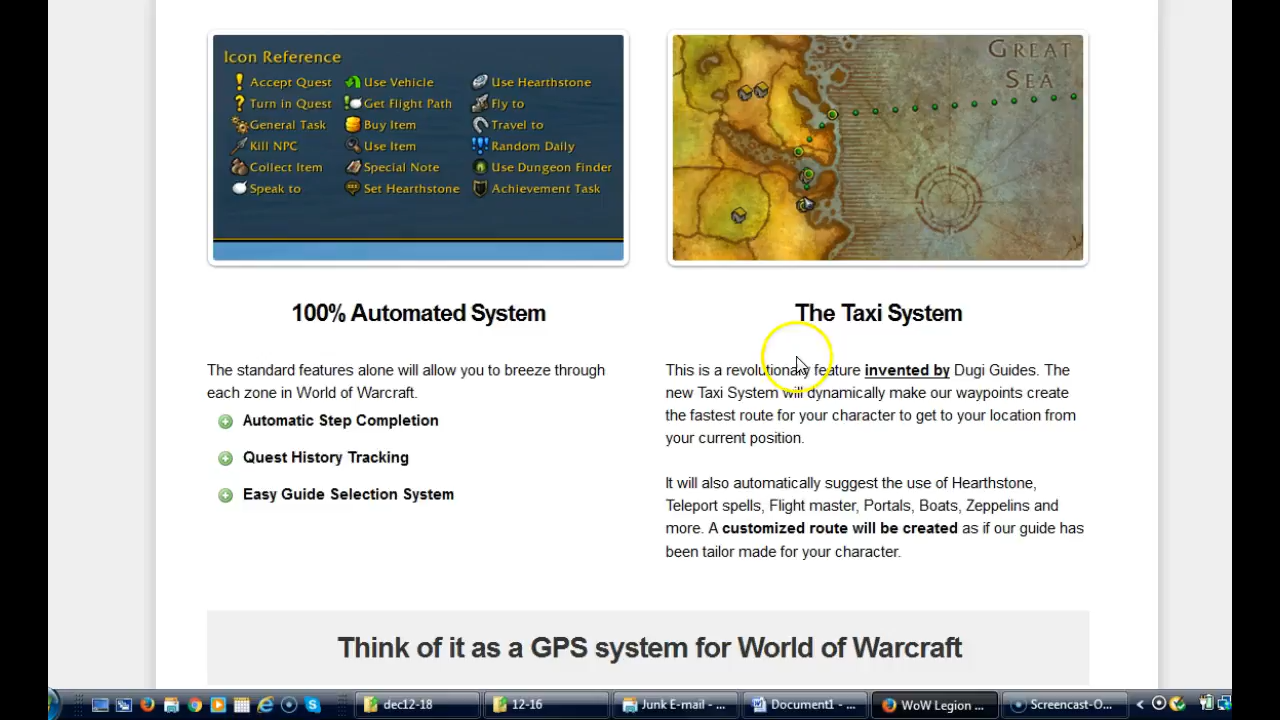 Icon Reference
Accept Quest Use Vehicle Use Hearthstone
Turn in Quest Get Flight Path Fly to
General Task Buy Item Travel to
Kill NPC Use Item Random Daily
Collect Item Special Note Use Dungeon Finder
Speak to Set Hearthstone Achievement Task
GREAT
SEA
100% Automated System
The standard features alone will allow you to breeze through
each zone in World of Warcraft.
Automatic Step Completion
Quest History Tracking
Easy Guide Selection System
The Taxi System
This is a revolutionary feature invented by Dugi Guides. The
new Taxi System will dynamically make our waypoints create
the fastest route for your character to get to your location from
your current position.
It will also automatically suggest the use of Hearthstone,
Teleport spells, Flight master, Portals, Boats, Zeppelins and
more. A customized route will be created as if our guide has
been tailor made for your character.
Think of it as a GPS system for World of Warcraft
dec12-18 12-16 Junk E-mail - ... Document1 - ... WoW Legion ... Screencast-O...